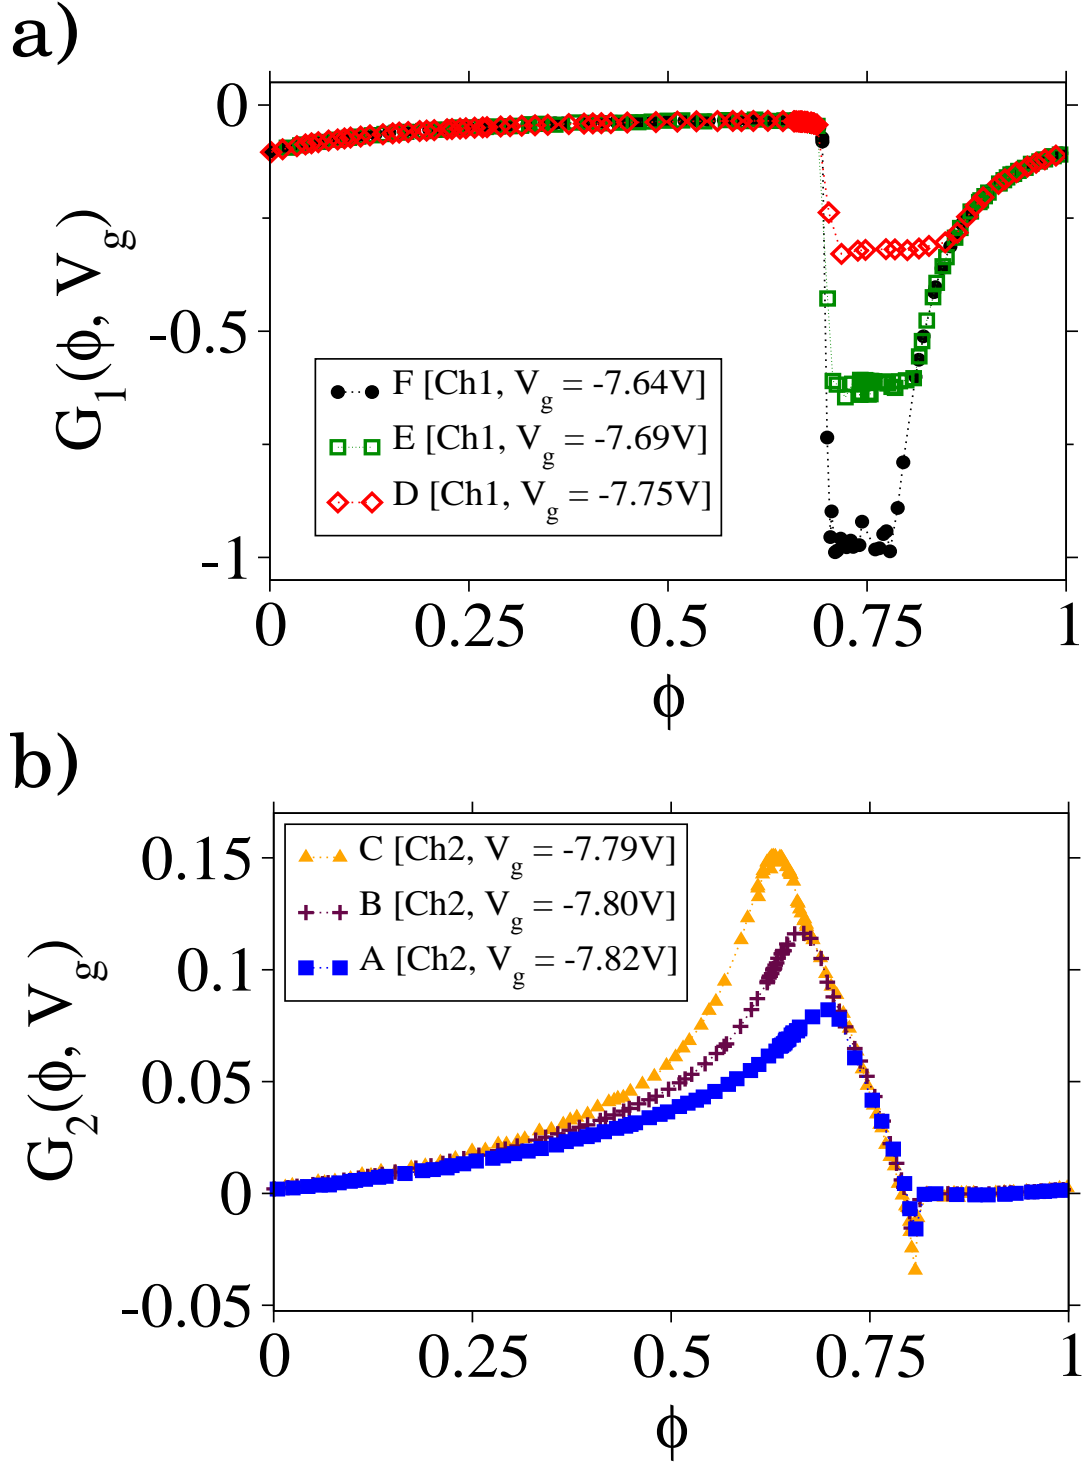 a)
0
-0.5
-1
G1(ϕ, Vg)
F [Ch1, Vg = -7.64V]
E [Ch1, Vg = -7.69V]
D [Ch1, Vg = -7.75V]
0 0.25 0.5 0.75 1
ϕ
b)
0.15
0.1
0.05
0
-0.05
G2(ϕ, Vg)
C [Ch2, Vg = -7.79V]
B [Ch2, Vg = -7.80V]
A [Ch2, Vg = -7.82V]
0 0.25 0.5 0.75 1
ϕ